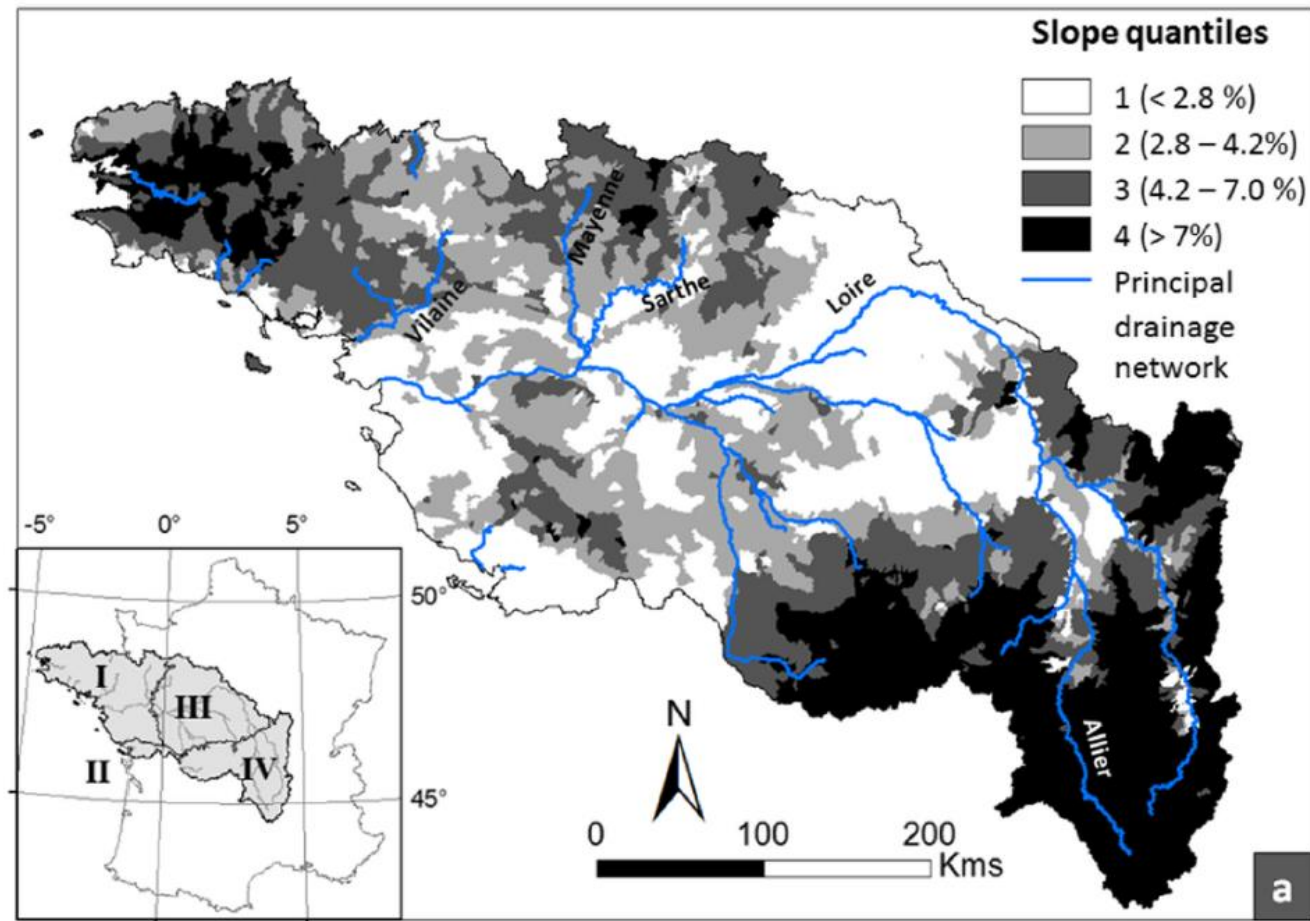 Slope quantiles
1 (< 2.8 %)
2 (2.8 – 4.2%)
3 (4.2 – 7.0 %)
4 (> 7%)
Principal
drainage
network
Mayenne
Sarthe
Loire
Vilaine
Allier
-5°
0°
5°
50°
45°
I
II
III
IV
N
0
100
200
Kms
a